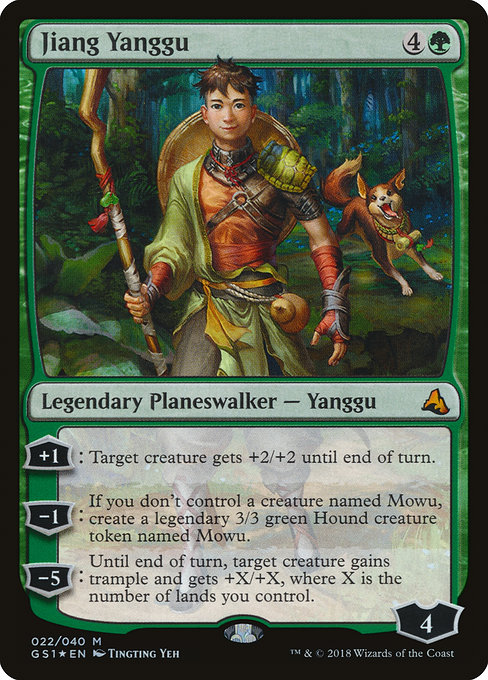 Jiang Yanggu 4
Legendary Planeswalker — Yanggu
+1 : Target creature gets +2/+2 until end of turn.
-1 : If you don't control a creature named Mowu,
create a legendary 3/3 green Hound creature
token named Mowu.
-5 : Until end of turn, target creature gains
trample and gets +X/+X, where X is the
number of lands you control.
4
022/040 M
GS1★EN Tingting Yeh
™ & © 2018 Wizards of the Coast